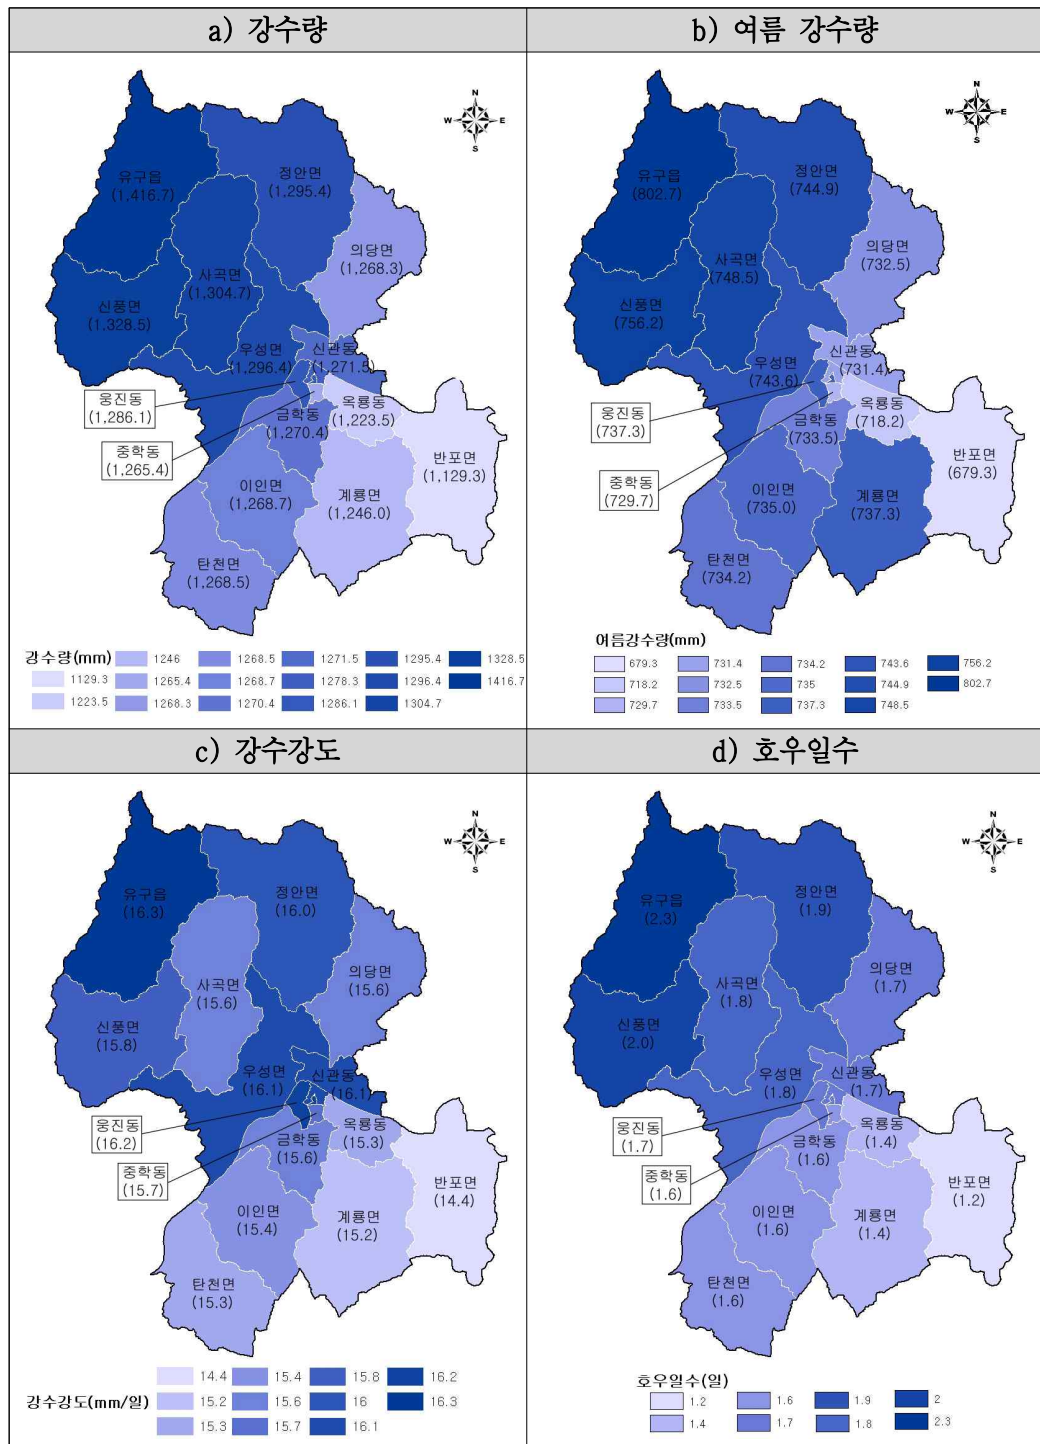 a) 강수량
b) 여름 강수량
N
W E
S
유구읍
(1,416.7)
정안면
(1,295.4)
의당면
(1,268.3)
사곡면
(1,304.7)
신풍면
(1,328.5)
우성면
(1,296.4)
신관동
(1,271.5)
웅진동
(1,286.1)
옥룡동
(1,223.5)
금학동
(1,270.4)
중학동
(1,265.4)
반포면
(1,129.3)
이인면
(1,268.7)
계룡면
(1,246.0)
탄천면
(1,268.5)
강수량(mm)
1246 1268.5 1271.5 1295.4 1328.5
1129.3 1265.4 1268.7 1278.3 1296.4 1416.7
1223.5 1268.3 1270.4 1286.1 1304.7
N
W E
S
유구읍
(802.7)
정안면
(744.9)
의당면
(732.5)
사곡면
(748.5)
신풍면
(756.2)
우성면
(743.6)
신관동
(731.4)
웅진동
(737.3)
옥룡동
(718.2)
금학동
(733.5)
중학동
(729.7)
반포면
(679.3)
이인면
(735.0)
계룡면
(737.3)
탄천면
(734.2)
여름강수량(mm)
679.3 731.4 734.2 743.6 756.2
718.2 732.5 735 744.9 802.7
729.7 733.5 737.3 748.5
c) 강수강도
d) 호우일수
N
W E
S
유구읍
(16.3)
정안면
(16.0)
의당면
(15.6)
사곡면
(15.6)
신풍면
(15.8)
우성면
(16.1)
신관동
(16.1)
웅진동
(16.2)
옥룡동
(15.3)
금학동
(15.6)
중학동
(15.7)
반포면
(14.4)
이인면
(15.4)
계룡면
(15.2)
탄천면
(15.3)
14.4 15.4 15.8 16.2
강수강도(mm/일) 15.2 15.6 16 16.3
15.3 15.7 16.1
N
W E
S
유구읍
(2.3)
정안면
(1.9)
의당면
(1.7)
사곡면
(1.8)
신풍면
(2.0)
우성면
(1.8)
신관동
(1.7)
웅진동
(1.7)
옥룡동
(1.4)
금학동
(1.6)
중학동
(1.6)
반포면
(1.2)
이인면
(1.6)
계룡면
(1.4)
탄천면
(1.6)
호우일수(일)
1.2 1.6 1.9 2
1.4 1.7 1.8 2.3